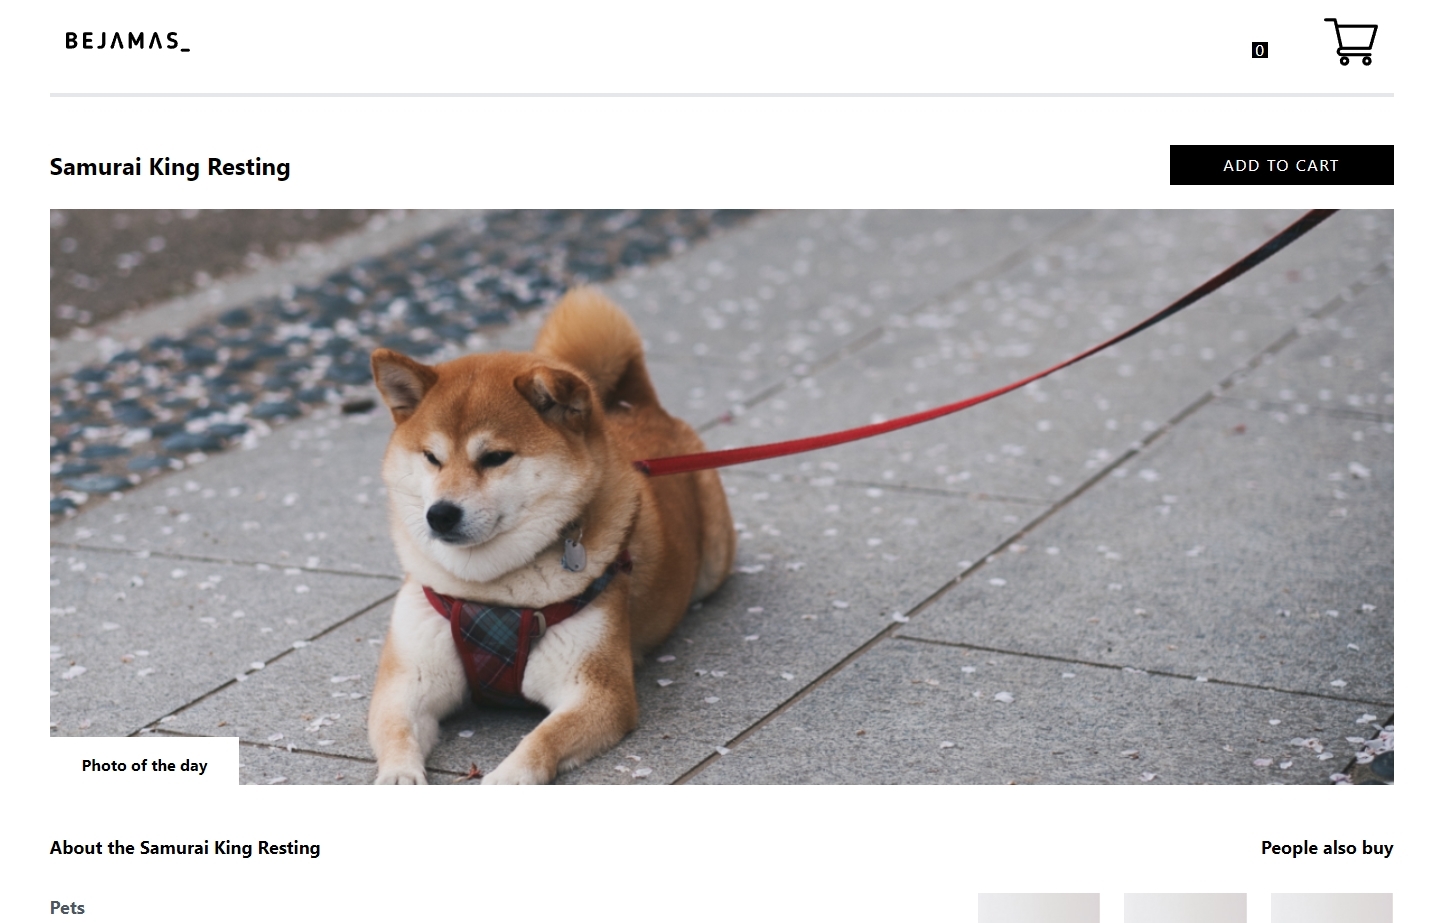 BEJAMAS_
0
Samurai King Resting
ADD TO CART
Photo of the day
About the Samurai King Resting
People also buy
Pets